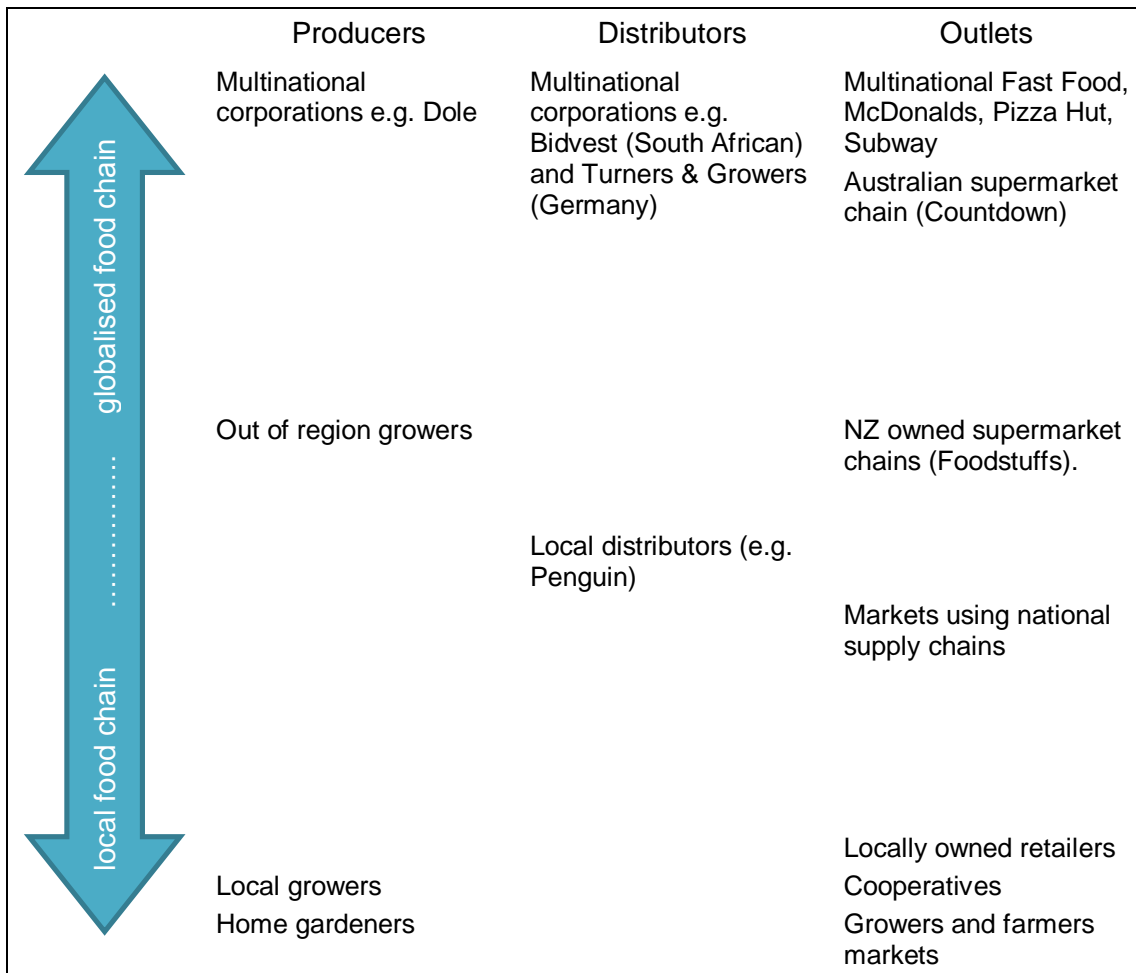 Producers
Distributors
Outlets
Multinational
corporations e.g. Dole
Multinational
corporations e.g.
Bidvest (South African)
and Turners & Growers
(Germany)
Multinational Fast Food,
McDonalds, Pizza Hut,
Subway
Australian supermarket
chain (Countdown)
Out of region growers
NZ owned supermarket
chains (Foodstuffs).
Local distributors (e.g.
Penguin)
Markets using national
supply chains
Locally owned retailers
Local growers
Cooperatives
Home gardeners
Growers and farmers
markets
local food chain .............. globalised food chain